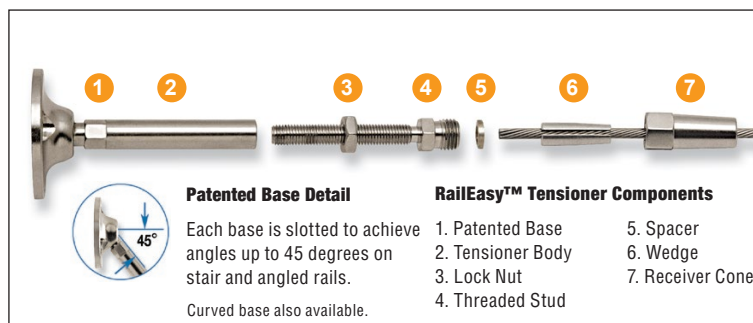 1 2 3 4 5 6 7
45°
Patented Base Detail
Each base is slotted to achieve
angles up to 45 degrees on
stair and angled rails.
Curved base also available.
RailEasy™ Tensioner Components
1. Patented Base
2. Tensioner Body
3. Lock Nut
4. Threaded Stud
5. Spacer
6. Wedge
7. Receiver Cone